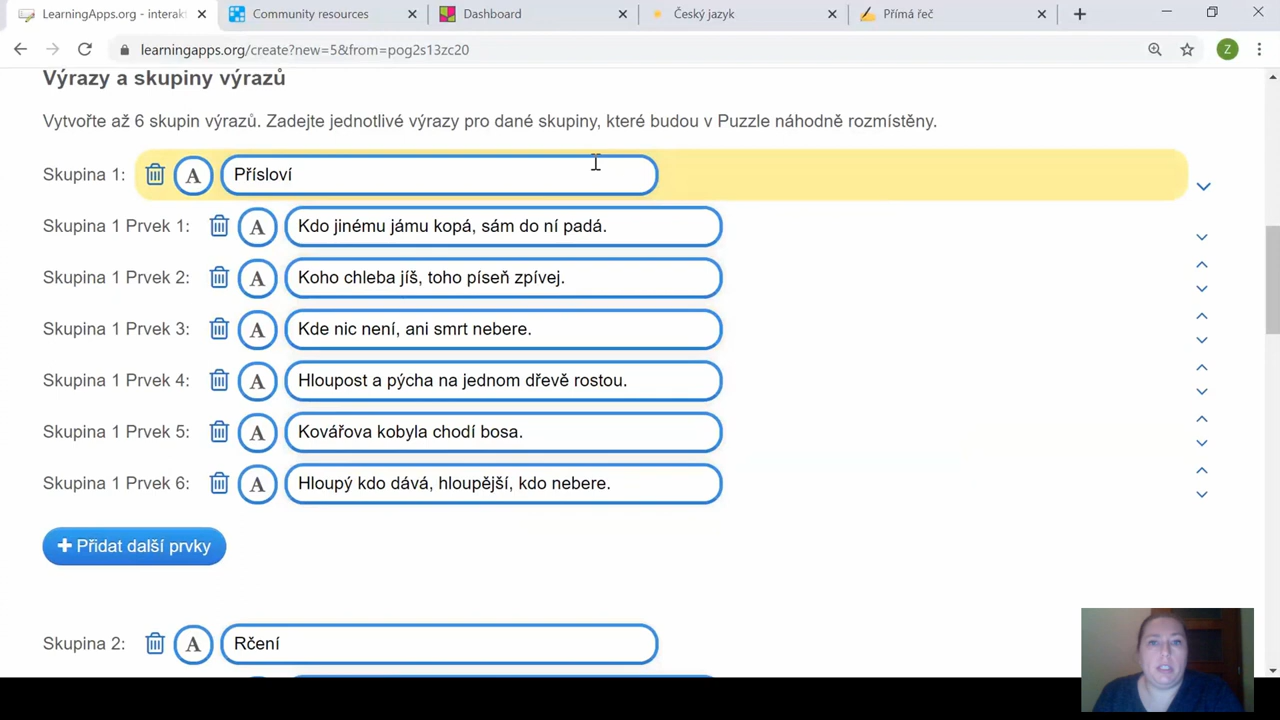 LearningApps.org - interak
Community resources
Dashboard
Český jazyk
Přímá řeč
learningapps.org/create?new=5&from=pog2s13zc20
Z
Výrazy a skupiny výrazů
Vytvořte až 6 skupin výrazů. Zadejte jednotlivé výrazy pro dané skupiny, které budou v Puzzle náhodně rozmístěny.
Skupina 1: A Přísloví
Skupina 1 Prvek 1: A Kdo jinému jámu kopá, sám do ní padá.
Skupina 1 Prvek 2: A Koho chleba jíš, toho píseň zpívej.
Skupina 1 Prvek 3: A Kde nic není, ani smrt nebere.
Skupina 1 Prvek 4: A Hloupost a pýcha na jednom dřevě rostou.
Skupina 1 Prvek 5: A Kovářova kobyla chodí bosa.
Skupina 1 Prvek 6: A Hloupý kdo dává, hloupější, kdo nebere.
+ Přidat další prvky
Skupina 2: A Rčení